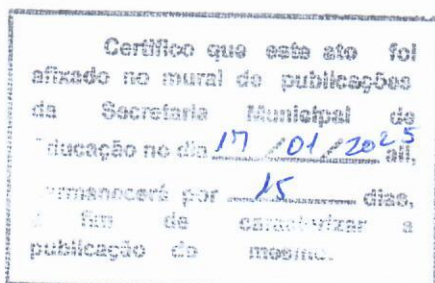 Certifico que este ato foi
afixado no mural de publicações
da Secretaria Municipal de
Educação no dia 17 / 01 / 2025 ali,
permanecerá por 15 dias,
a fim de caracterizar a
publicação do mesmo.